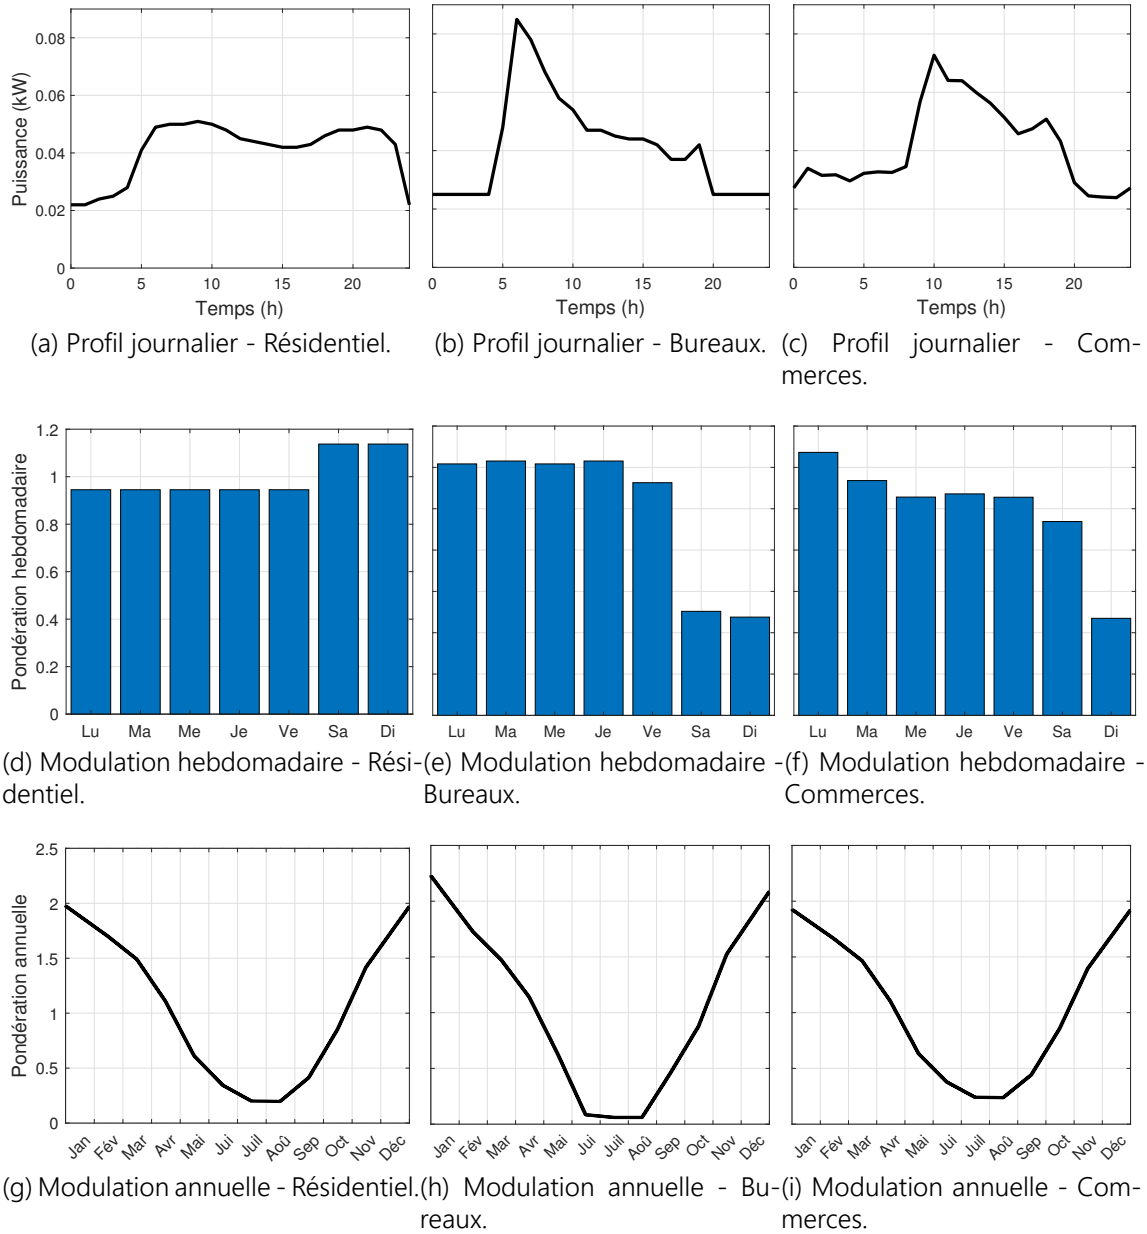 0.08
0.06
0.04
0.02
0
Puissance (kW)
0 5 10 15 20
Temps (h)
0 5 10 15 20
Temps (h)
0 5 10 15 20
Temps (h)
(a) Profil journalier - Résidentiel.
(b) Profil journalier - Bureaux.
(c) Profil journalier - Com-
merces.
1.2
1
0.8
0.6
0.4
0.2
0
Pondération hebdomadaire
Lu Ma Me Je Ve Sa Di
Lu Ma Me Je Ve Sa Di
Lu Ma Me Je Ve Sa Di
(d) Modulation hebdomadaire - Rési-
dentiel.
(e) Modulation hebdomadaire -
Bureaux.
(f) Modulation hebdomadaire -
Commerces.
2.5
2
1.5
1
0.5
0
Pondération annuelle
Jan Fév Mar Avr Mai Jui Juil Aoû Sep Oct Nov Déc
Jan Fév Mar Avr Mai Jui Juil Aoû Sep Oct Nov Déc
Jan Fév Mar Avr Mai Jui Juil Aoû Sep Oct Nov Déc
(g) Modulation annuelle - Résidentiel.
(h) Modulation annuelle - Bu-
reaux.
(i) Modulation annuelle - Com-
merces.